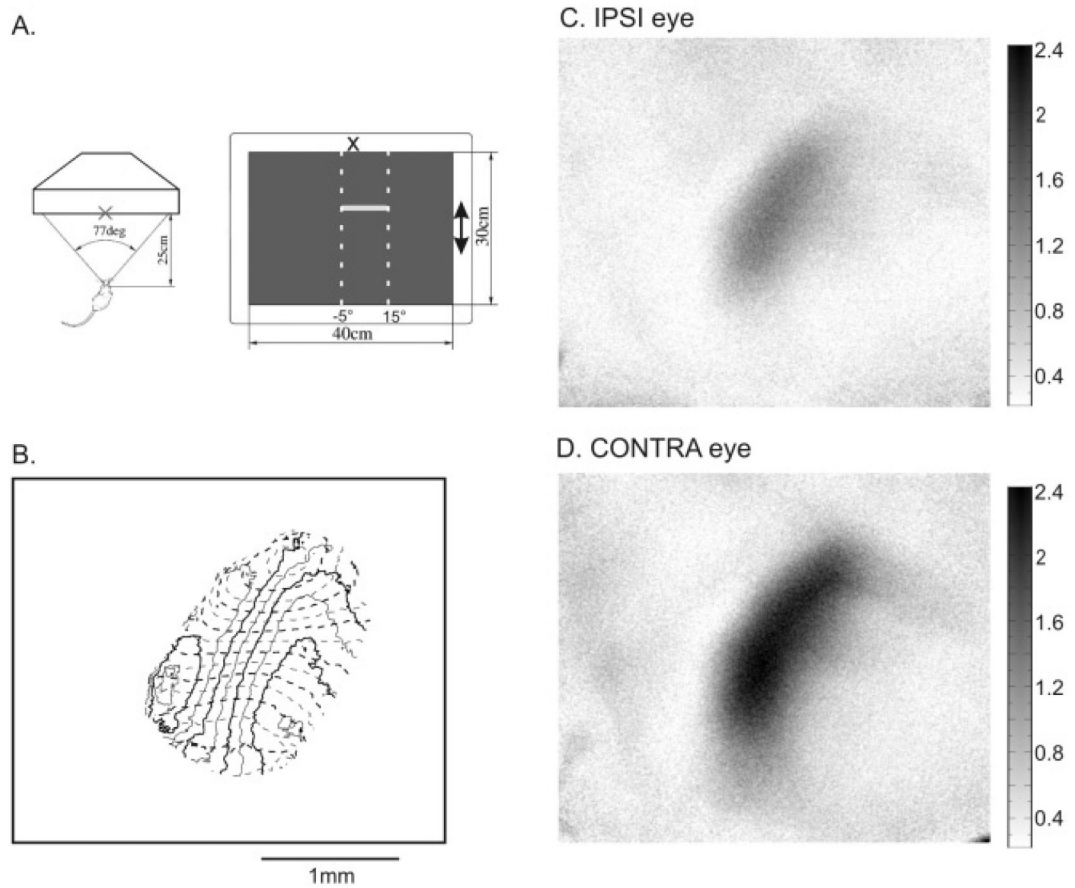 A.
X
77deg
25cm
X
30cm
-5°
15°
40cm
B.
1mm
C. IPSI eye
2.4
2
1.6
1.2
0.8
0.4
D. CONTRA eye
2.4
2
1.6
1.2
0.8
0.4